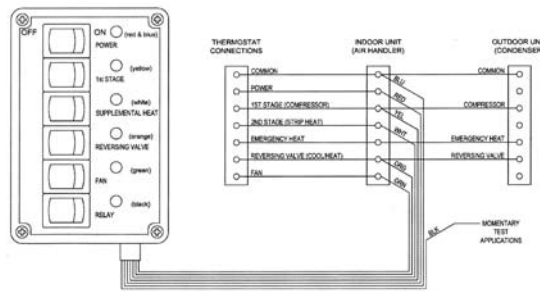 OFF
ON (red & blue)
POWER
(yellow)
1st STAGE
(white)
SUPPLEMENTAL HEAT
(orange)
REVERSING VALVE
(green)
FAN
(black)
RELAY
THERMOSTAT
CONNECTIONS
INDOOR UNIT
(AIR HANDLER)
OUTDOOR UN
(CONDENSER
COMMON
POWER
1ST STAGE (COMPRESSOR)
2ND STAGE (STRIP HEAT)
EMERGENCY HEAT
REVERSING VALVE (COOL/HEAT)
FAN
BLU
RED
YEL
WHT
ORG
GRN
BLK
COMMON
COMPRESSOR
EMERGENCY HEAT
REVERSING VALVE
MOMENTARY
TEST
APPLICATIONS